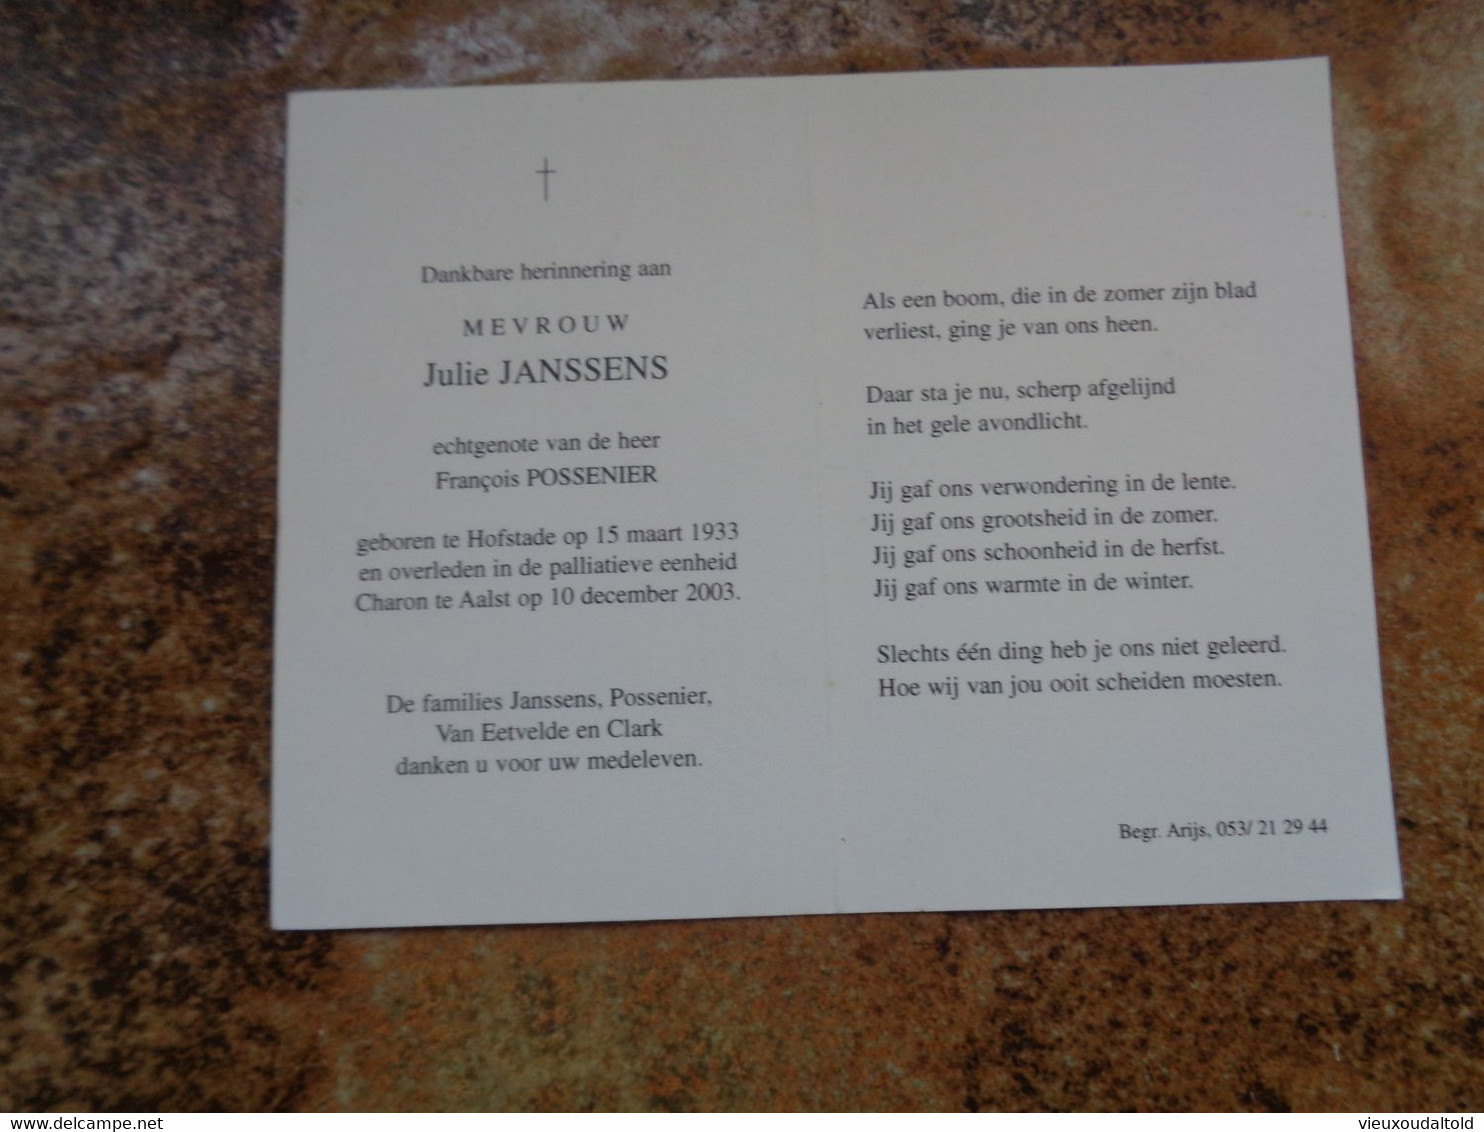 Dankbare herinnering aan
MEVROUW
Julie JANSSENS
echtgenote van de heer
François POSSENIER
geboren te Hofstade op 15 maart 1933
en overleden in de palliatieve eenheid
Charon te Aalst op 10 december 2003.
De families Janssens, Possenier,
Van Eetvelde en Clark
danken u voor uw medeleven.
Als een boom, die in de zomer zijn blad
verliest, ging je van ons heen.
Daar sta je nu, scherp afgelijnd
in het gele avondlicht.
Jij gaf ons verwondering in de lente.
Jij gaf ons grootsheid in de zomer.
Jij gaf ons schoonheid in de herfst.
Jij gaf ons warmte in de winter.
Slechts één ding heb je ons niet geleerd.
Hoe wij van jou ooit scheiden moesten.
Begr. Arijs, 053/ 21 29 44
www.delcampe.net
vieuxoudaltold